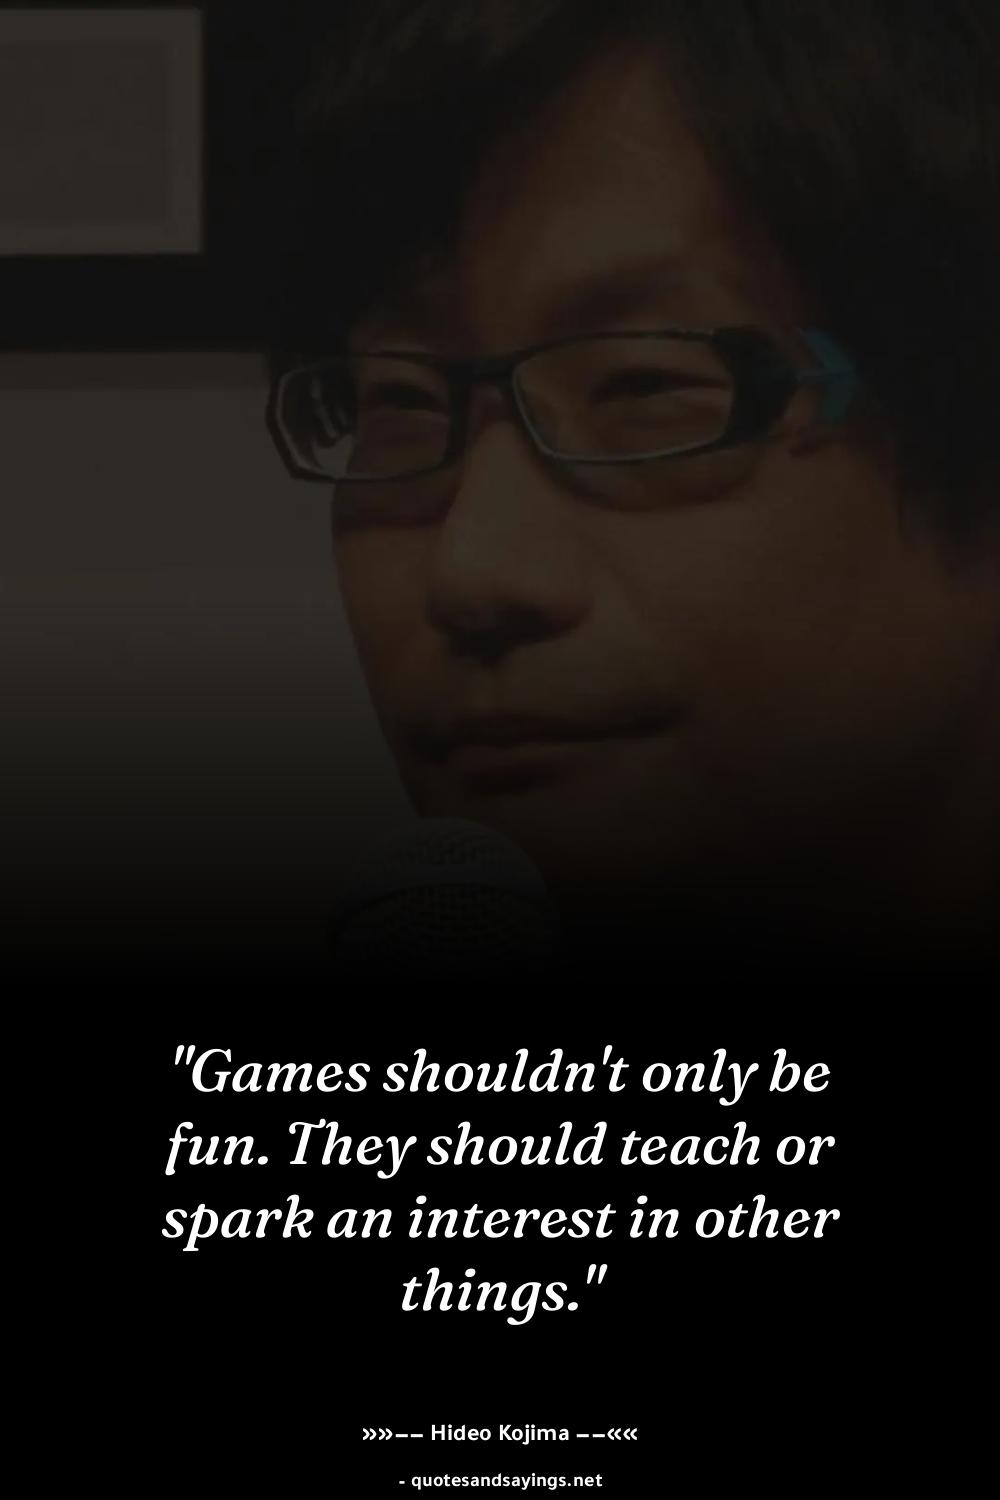 "Games shouldn't only be
fun. They should teach or
spark an interest in other
things."
»»−− Hideo Kojima −−««
- quotesandsayings.net